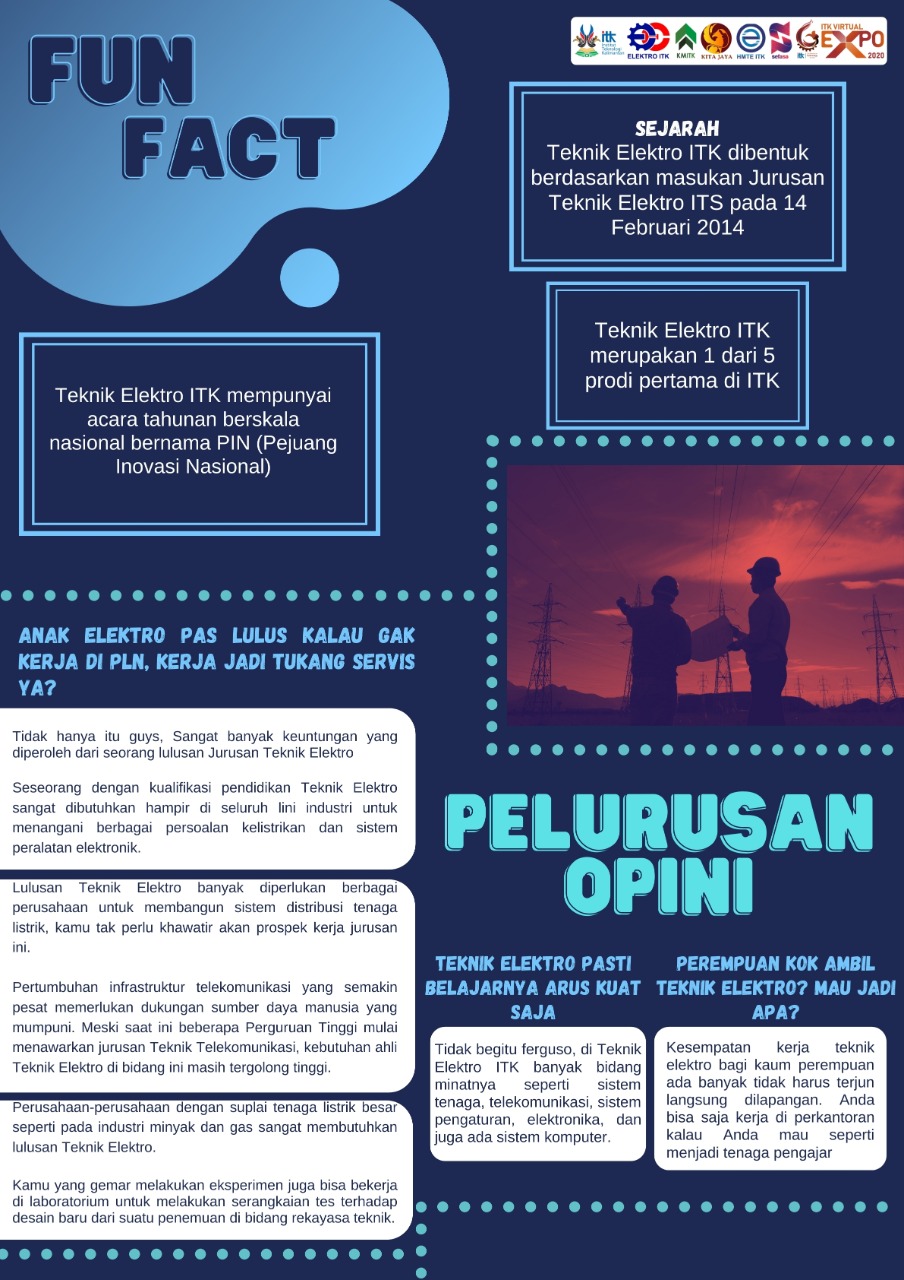 FUN
FACT
itk
Institut
Teknologi
Kalimantan
ELEKTRO ITK
KMITK
KITA JAYA
HMTE ITK
setasa
itk
ITK VIRTUAL
EXPO
2020
SEJARAH
Teknik Elektro ITK dibentuk
berdasarkan masukan Jurusan
Teknik Elektro ITS pada 14
Februari 2014
Teknik Elektro ITK
merupakan 1 dari 5
prodi pertama di ITK
Teknik Elektro ITK mempunyai
acara tahunan berskala
nasional bernama PIN (Pejuang
Inovasi Nasional)
ANAK ELEKTRO PAS LULUS KALAU GAK
KERJA DI PLN, KERJA JADI TUKANG SERVIS
YA?
Tidak hanya itu guys, Sangat banyak keuntungan yang
diperoleh dari seorang lulusan Jurusan Teknik Elektro
Seseorang dengan kualifikasi pendidikan Teknik Elektro
sangat dibutuhkan hampir di seluruh lini industri untuk
menangani berbagai persoalan kelistrikan dan sistem
peralatan elektronik.
Lulusan Teknik Elektro banyak diperlukan berbagai
perusahaan untuk membangun sistem distribusi tenaga
listrik, kamu tak perlu khawatir akan prospek kerja jurusan
ini.
Pertumbuhan infrastruktur telekomunikasi yang semakin
pesat memerlukan dukungan sumber daya manusia yang
mumpuni. Meski saat ini beberapa Perguruan Tinggi mulai
menawarkan jurusan Teknik Telekomunikasi, kebutuhan ahli
Teknik Elektro di bidang ini masih tergolong tinggi.
Perusahaan-perusahaan dengan suplai tenaga listrik besar
seperti pada industri minyak dan gas sangat membutuhkan
lulusan Teknik Elektro.
Kamu yang gemar melakukan eksperimen juga bisa bekerja
di laboratorium untuk melakukan serangkaian tes terhadap
desain baru dari suatu penemuan di bidang rekayasa teknik.
PELURUSAN
OPINI
TEKNIK ELEKTRO PASTI
BELAJARNYA ARUS KUAT
SAJA
Tidak begitu ferguso, di Teknik
Elektro ITK banyak bidang
minatnya seperti sistem
tenaga, telekomunikasi, sistem
pengaturan, elektronika, dan
juga ada sistem komputer.
PEREMPUAN KOK AMBIL
TEKNIK ELEKTRO? MAU JADI
APA?
Kesempatan kerja teknik
elektro bagi kaum perempuan
ada banyak tidak harus terjun
langsung dilapangan. Anda
bisa saja kerja di perkantoran
kalau Anda mau seperti
menjadi tenaga pengajar